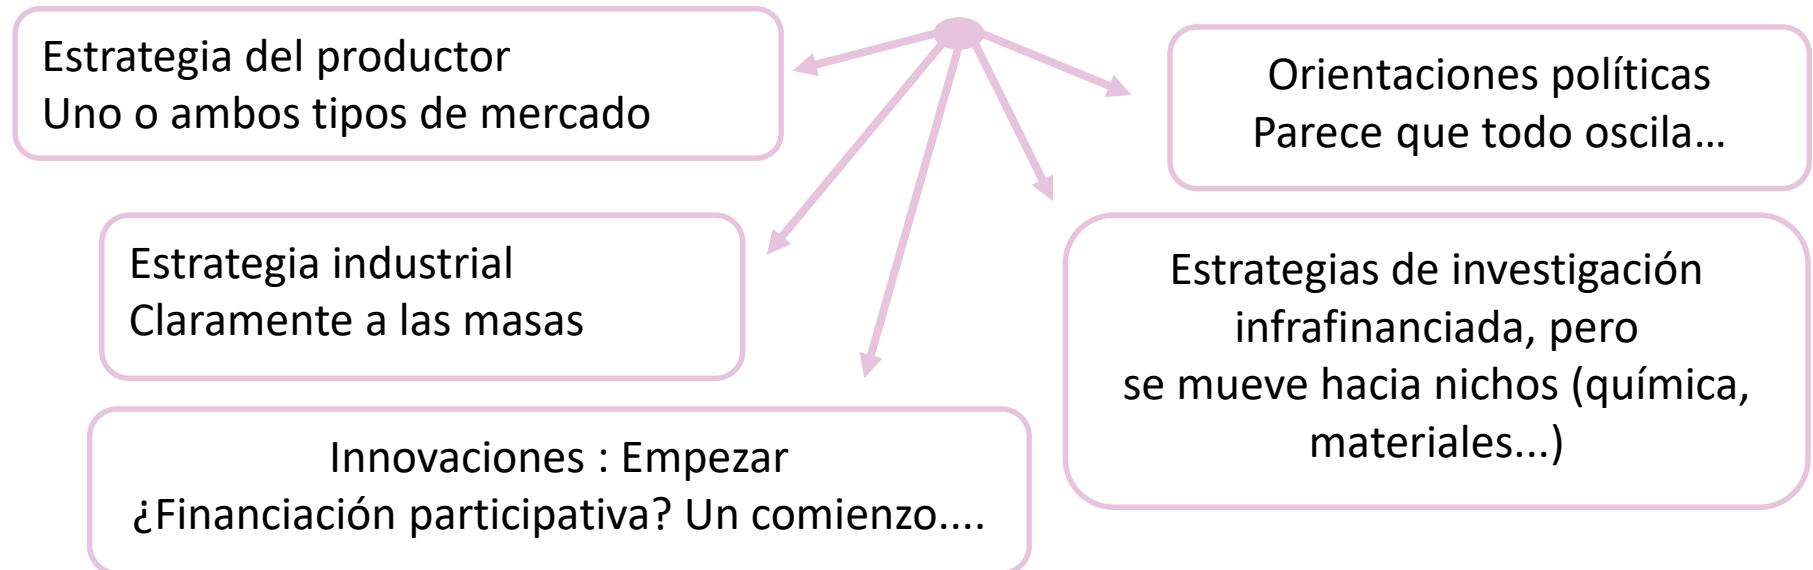 Estrategia del productor
Uno o ambos tipos de mercado
Orientaciones políticas
Parece que todo oscila...
Estrategia industrial
Claramente a las masas
Estrategias de investigación
infrafinanciada, pero
se mueve hacia nichos (química,
materiales...)
Innovaciones : Empezar
¿Financiación participativa? Un comienzo....